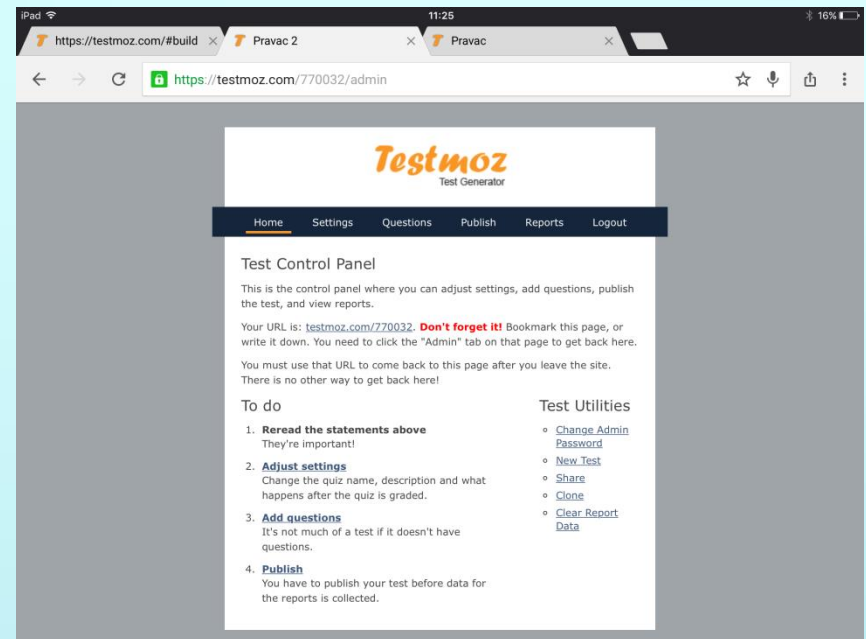 iPad 11:25 16%
https://testmoz.com/#build Pravac 2 Pravac
https://testmoz.com/770032/admin
Testmoz
Test Generator
Home Settings Questions Publish Reports Logout
Test Control Panel
This is the control panel where you can adjust settings, add questions, publish
the test, and view reports.
Your URL is: testmoz.com/770032. Don't forget it! Bookmark this page, or
write it down. You need to click the "Admin" tab on that page to get back here.
You must use that URL to come back to this page after you leave the site.
There is no other way to get back here!
To do
1. Reread the statements above
They're important!
2. Adjust settings
Change the quiz name, description and what
happens after the quiz is graded.
3. Add questions
It's not much of a test if it doesn't have
questions.
4. Publish
You have to publish your test before data for
the reports is collected.
Test Utilities
Change Admin
Password
New Test
Share
Clone
Clear Report
Data